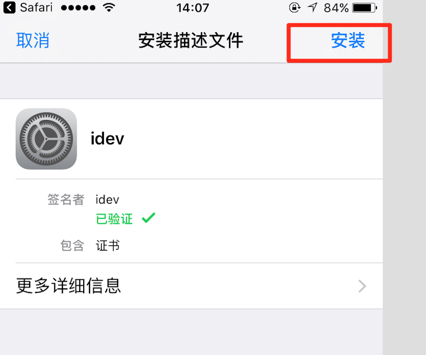 Safari 14:07 84%
取消 安装描述文件 安装
idev
签名者 idev
已验证
包含 证书
更多详细信息